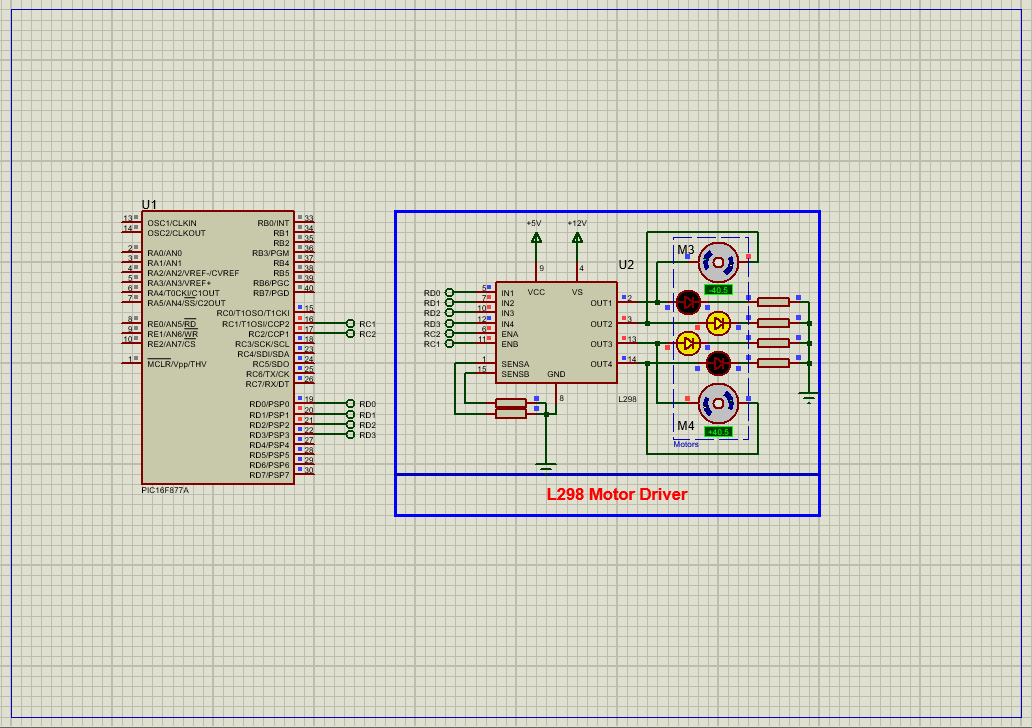 U1
13 OSC1/CLKIN RB0/INT 33
14 OSC2/CLKOUT RB1 34
RB2 35
2 RA0/AN0 RB3/PGM 36
3 RA1/AN1 RB4 37
4 RA2/AN2/VREF-/CVREF RB5 38
5 RA3/AN3/VREF+ RB6/PGC 39
6 RA4/T0CKI/C1OUT RB7/PGD 40
7 RA5/AN4/SS/C2OUT
RC0/T1OSO/T1CKI 15
8 RE0/AN5/RD RC1/T1OSI/CCP2 16 RC1
9 RE1/AN6/WR RC2/CCP1 17 RC2
10 RE2/AN7/CS RC3/SCK/SCL 18
RC4/SDI/SDA 23
1 MCLR/Vpp/THV RC5/SDO 24
RC6/TX/CK 25
RC7/RX/DT 26
RD0/PSP0 19 RD0
RD1/PSP1 20 RD1
RD2/PSP2 21 RD2
RD3/PSP3 22 RD3
RD4/PSP4 27
RD5/PSP5 28
RD6/PSP6 29
RD7/PSP7 30
PIC16F877A
+5V +12V
9 4
U2
VCC VS
RD0 5 IN1
RD1 7 IN2 OUT1 2
RD2 10 IN3
RD3 12 IN4 OUT2 3
RC2 6 ENA
RC1 11 ENB OUT3 13
1 SENSA OUT4 14
15 SENSB GND
8
L298
M3
-40.5
M4
+40.5
Motors
L298 Motor Driver